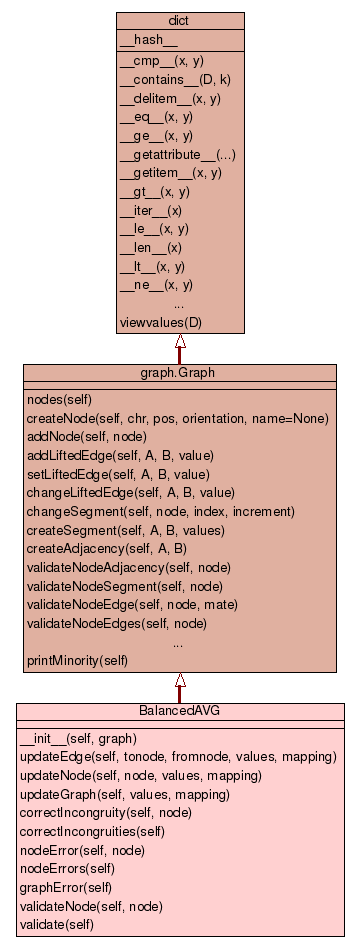 dict
__hash__
__cmp__(x, y)
__contains__(D, k)
__delitem__(x, y)
__eq__(x, y)
__ge__(x, y)
__getattribute__(...)
__getitem__(x, y)
__gt__(x, y)
__iter__(x)
__le__(x, y)
__len__(x)
__lt__(x, y)
__ne__(x, y)
...
viewvalues(D)
graph.Graph
nodes(self)
createNode(self, chr, pos, orientation, name=None)
addNode(self, node)
addLiftedEdge(self, A, B, value)
setLiftedEdge(self, A, B, value)
changeLiftedEdge(self, A, B, value)
changeSegment(self, node, index, increment)
createSegment(self, A, B, values)
createAdjacency(self, A, B)
validateNodeAdjacency(self, node)
validateNodeSegment(self, node)
validateNodeEdge(self, node, mate)
validateNodeEdges(self, node)
...
printMinority(self)
BalancedAVG
__init__(self, graph)
updateEdge(self, tonode, fromnode, values, mapping)
updateNode(self, node, values, mapping)
updateGraph(self, values, mapping)
correctIncongruity(self, node)
correctIncongruities(self)
nodeError(self, node)
nodeErrors(self)
graphError(self)
validateNode(self, node)
validate(self)